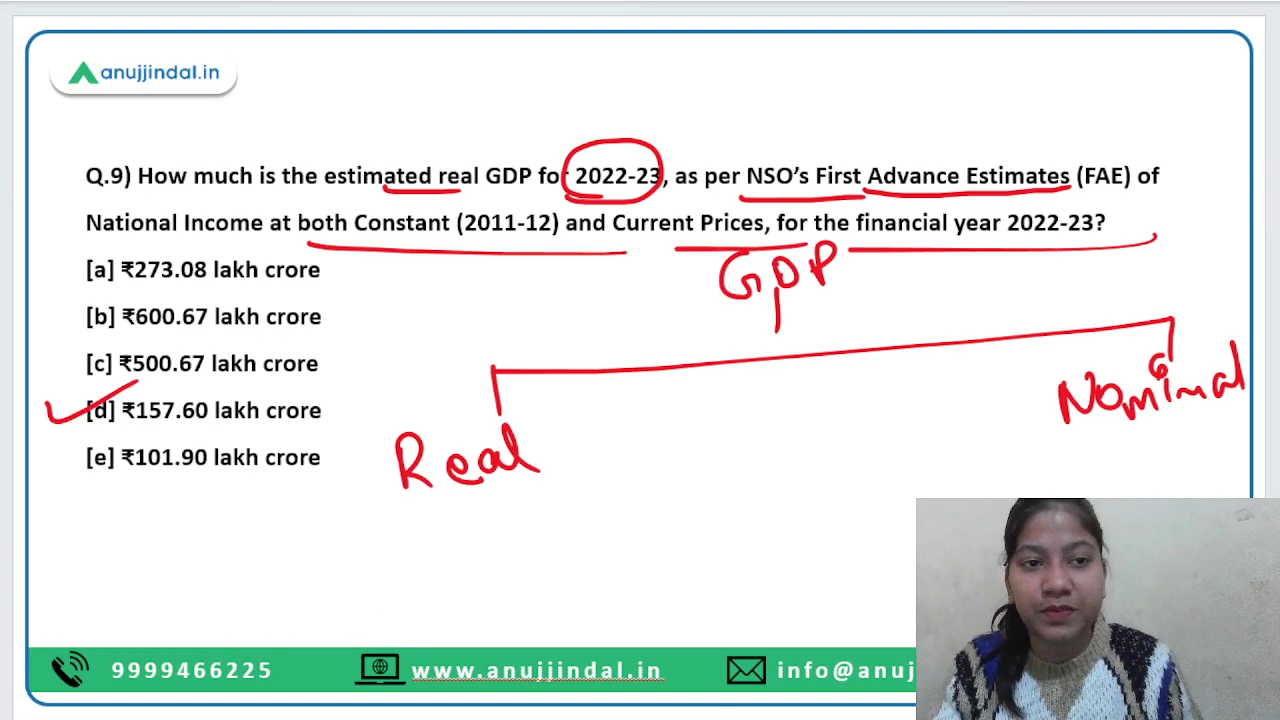 anujjindal.in
Q.9) How much is the estimated real GDP for 2022-23, as per NSO's First Advance Estimates (FAE) of
National Income at both Constant (2011-12) and Current Prices, for the financial year 2022-23?
[a] ₹273.08 lakh crore
[b] ₹600.67 lakh crore
[c] ₹500.67 lakh crore
[d] ₹157.60 lakh crore
[e] ₹101.90 lakh crore
GDP
Real
Nominal
9999466225 www.anujjindal.in info@anuj